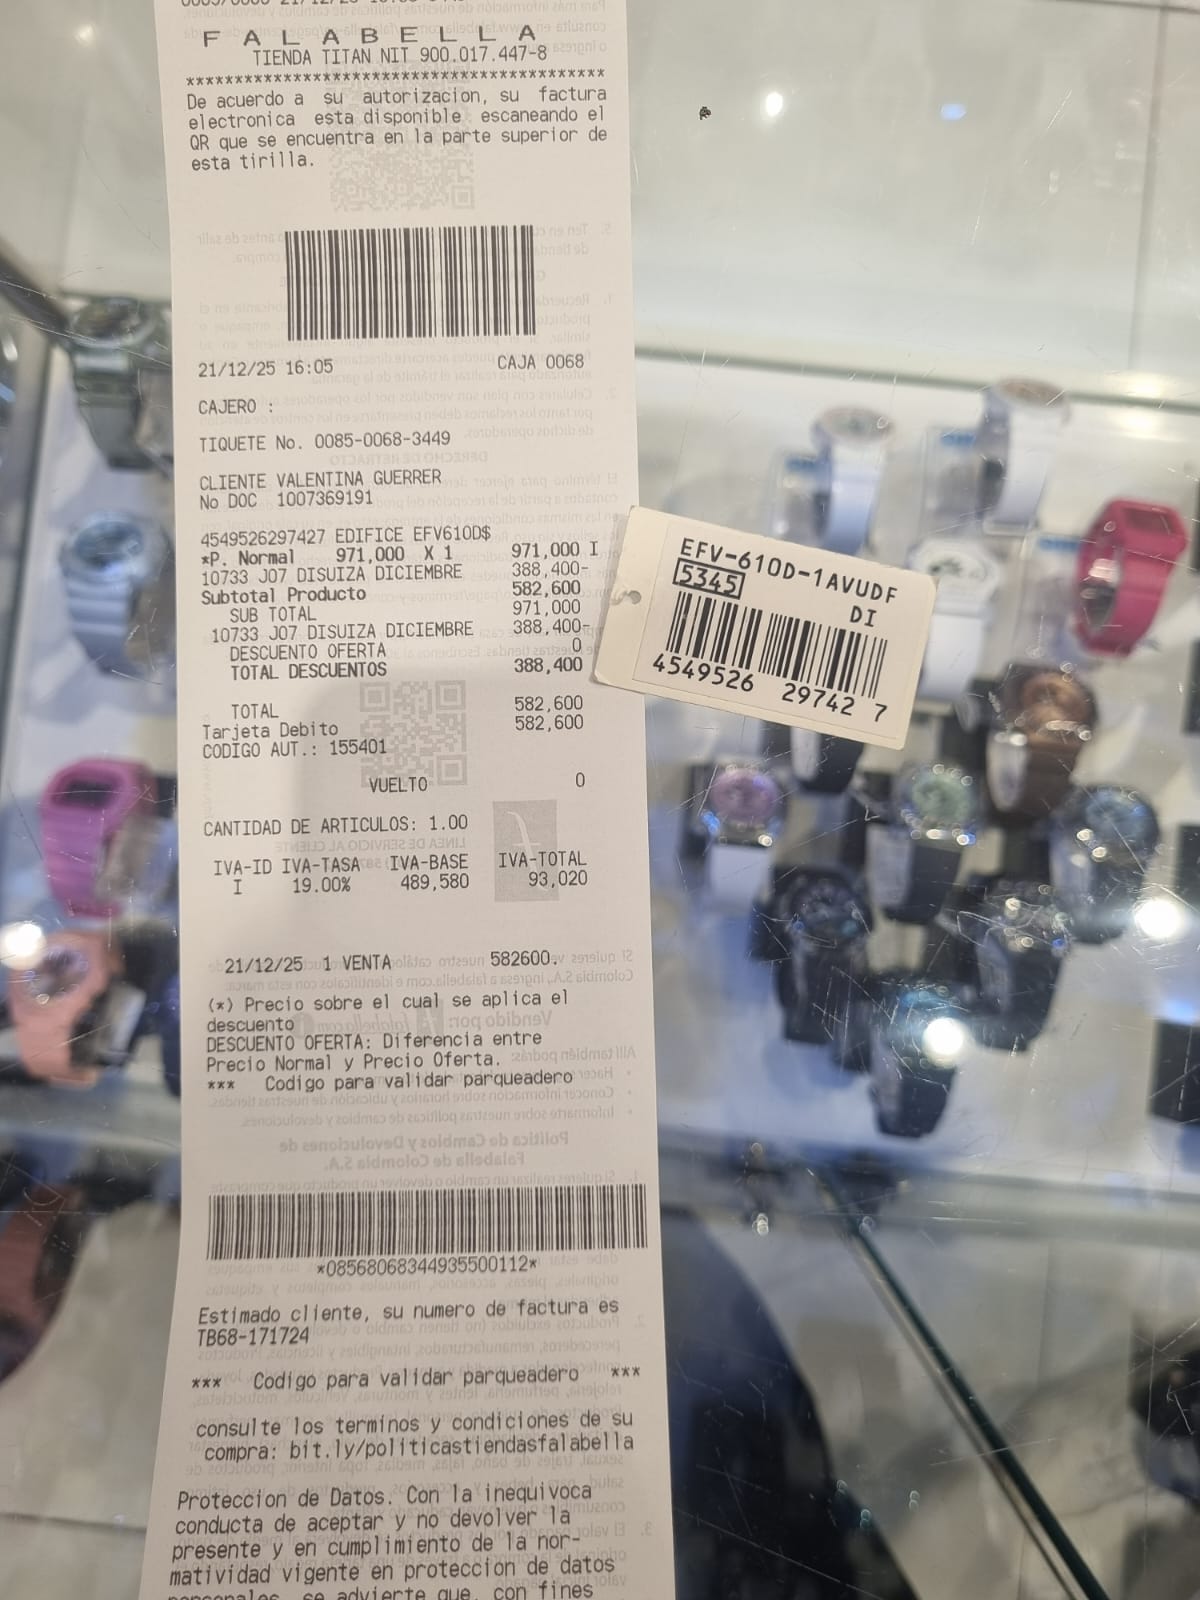 F A L A B E L L A
TIENDA TITAN NIT 900.017.447-8
*******************************************
De acuerdo a su autorizacion, su factura
electronica esta disponible escaneando el
QR que se encuentra en la parte superior de
esta tirilla.
21/12/25 16:05 CAJA 0068
CAJERO :
TIQUETE No. 0085-0068-3449
CLIENTE VALENTINA GUERRER
No DOC 1007369191
4549526297427 EDIFICE EFV610D$
*P. Normal 971,000 X 1 971,000 I
10733 J07 DISUIZA DICIEMBRE 388,400-
Subtotal Producto 582,600
SUB TOTAL 971,000
10733 J07 DISUIZA DICIEMBRE 388,400-
DESCUENTO OFERTA 0
TOTAL DESCUENTOS 388,400
TOTAL 582,600
Tarjeta Debito 582,600
CODIGO AUT.: 155401
VUELTO 0
CANTIDAD DE ARTICULOS: 1.00
IVA-ID IVA-TASA IVA-BASE IVA-TOTAL
I 19.00% 489,580 93,020
21/12/25 1 VENTA 582600.
(*) Precio sobre el cual se aplica el
descuento
DESCUENTO OFERTA: Diferencia entre
Precio Normal y Precio Oferta.
*** Codigo para validar parqueadero
*08568068344935500112*
Estimado cliente, su numero de factura es
TB68-171724
*** Codigo para validar parqueadero ***
consulte los terminos y condiciones de su
compra: bit.ly/politicastiendasfalabella
Proteccion de Datos. Con la inequivoca
conducta de aceptar y no devolver la
presente y en cumplimiento de la nor-
matividad vigente en proteccion de datos
personales, se advierte que, con fines
EFV-610D-1AVUDF
5345 DI
4549526 29742 7